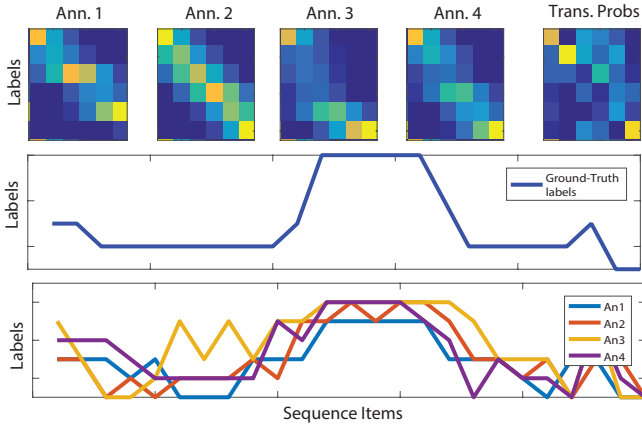 Ann. 1 Ann. 2 Ann. 3 Ann. 4 Trans. Probs
Labels
Labels
Ground-Truth
labels
Labels
An1
An2
An3
An4
Sequence Items